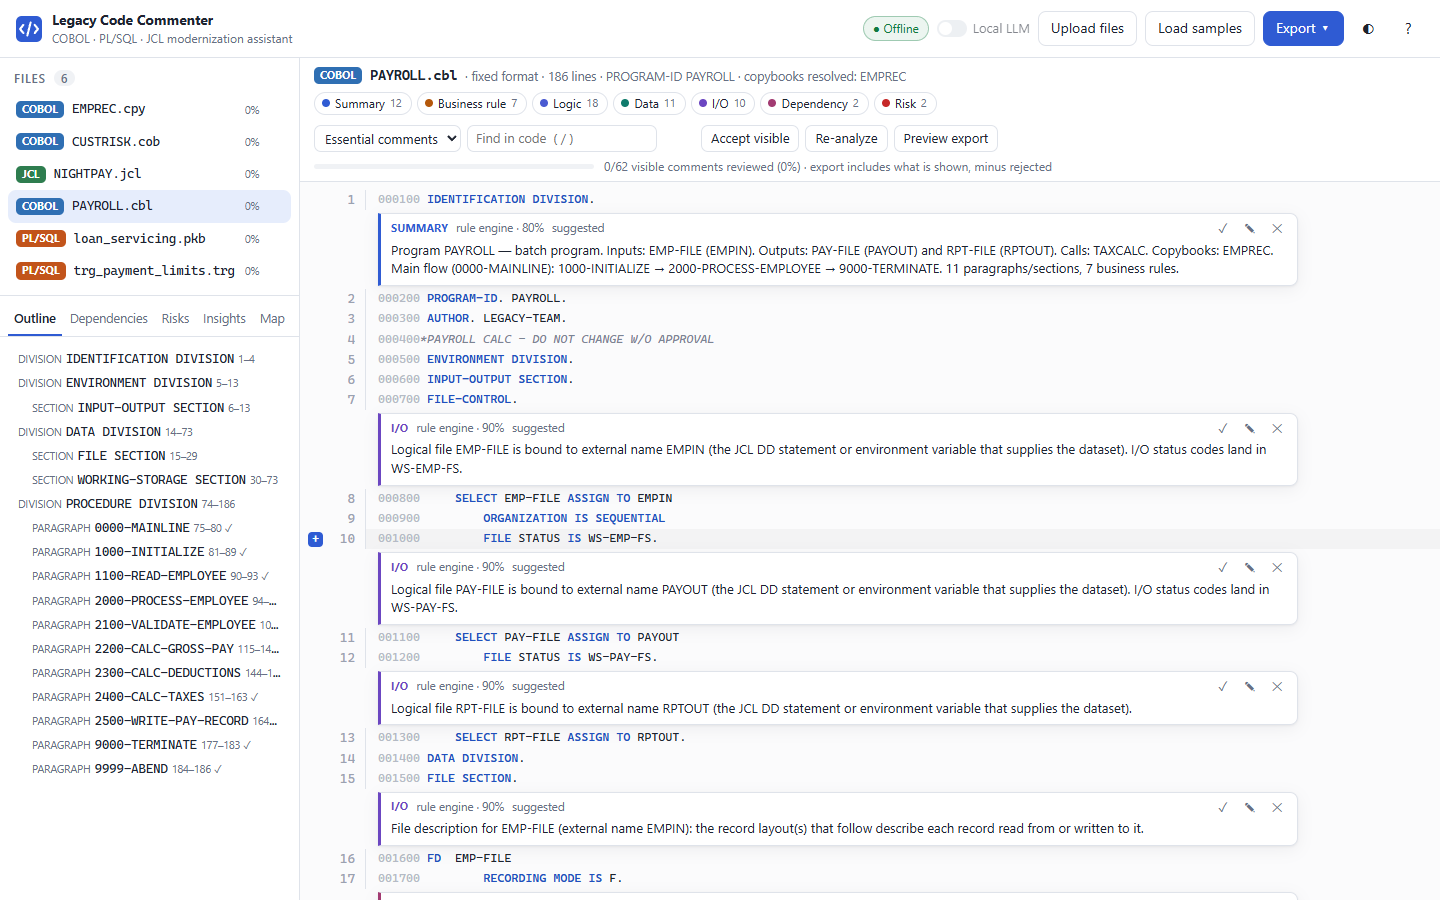 Legacy Code Commenter
COBOL · PL/SQL · JCL modernization assistant
Offline
Local LLM
Upload files
Load samples
Export ▾
?
FILES 6
COBOL EMPREC.cpy 0%
COBOL CUSTRISK.cob 0%
JCL NIGHTPAY.jcl 0%
COBOL PAYROLL.cbl 0%
PL/SQL loan_servicing.pkb 0%
PL/SQL trg_payment_limits.trg 0%
Outline Dependencies Risks Insights Map
DIVISION IDENTIFICATION DIVISION 1–4
DIVISION ENVIRONMENT DIVISION 5–13
SECTION INPUT-OUTPUT SECTION 6–13
DIVISION DATA DIVISION 14–73
SECTION FILE SECTION 15–29
SECTION WORKING-STORAGE SECTION 30–73
DIVISION PROCEDURE DIVISION 74–186
PARAGRAPH 0000-MAINLINE 75–80 ✓
PARAGRAPH 1000-INITIALIZE 81–89 ✓
PARAGRAPH 1100-READ-EMPLOYEE 90–93 ✓
PARAGRAPH 2000-PROCESS-EMPLOYEE 94–…
PARAGRAPH 2100-VALIDATE-EMPLOYEE 10…
PARAGRAPH 2200-CALC-GROSS-PAY 115–14…
PARAGRAPH 2300-CALC-DEDUCTIONS 144–1…
PARAGRAPH 2400-CALC-TAXES 151–163 ✓
PARAGRAPH 2500-WRITE-PAY-RECORD 164…
PARAGRAPH 9000-TERMINATE 177–183 ✓
PARAGRAPH 9999-ABEND 184–186 ✓
COBOL PAYROLL.cbl · fixed format · 186 lines · PROGRAM-ID PAYROLL · copybooks resolved: EMPREC
Summary 12 Business rule 7 Logic 18 Data 11 I/O 10 Dependency 2 Risk 2
Essential comments Find in code ( / ) Accept visible Re-analyze Preview export
0/62 visible comments reviewed (0%) · export includes what is shown, minus rejected
1 000100 IDENTIFICATION DIVISION.
SUMMARY rule engine · 80% suggested
Program PAYROLL — batch program. Inputs: EMP-FILE (EMPIN). Outputs: PAY-FILE (PAYOUT) and RPT-FILE (RPTOUT). Calls: TAXCALC. Copybooks: EMPREC.
Main flow (0000-MAINLINE): 1000-INITIALIZE → 2000-PROCESS-EMPLOYEE → 9000-TERMINATE. 11 paragraphs/sections, 7 business rules.
2 000200 PROGRAM-ID. PAYROLL.
3 000300 AUTHOR. LEGACY-TEAM.
4 000400*PAYROLL CALC - DO NOT CHANGE W/O APPROVAL
5 000500 ENVIRONMENT DIVISION.
6 000600 INPUT-OUTPUT SECTION.
7 000700 FILE-CONTROL.
I/O rule engine · 90% suggested
Logical file EMP-FILE is bound to external name EMPIN (the JCL DD statement or environment variable that supplies the dataset). I/O status codes land in
WS-EMP-FS.
8 000800 SELECT EMP-FILE ASSIGN TO EMPIN
9 000900 ORGANIZATION IS SEQUENTIAL
+ 10 001000 FILE STATUS IS WS-EMP-FS.
I/O rule engine · 90% suggested
Logical file PAY-FILE is bound to external name PAYOUT (the JCL DD statement or environment variable that supplies the dataset). I/O status codes land in
WS-PAY-FS.
11 001100 SELECT PAY-FILE ASSIGN TO PAYOUT
12 001200 FILE STATUS IS WS-PAY-FS.
I/O rule engine · 90% suggested
Logical file RPT-FILE is bound to external name RPTOUT (the JCL DD statement or environment variable that supplies the dataset).
13 001300 SELECT RPT-FILE ASSIGN TO RPTOUT.
14 001400 DATA DIVISION.
15 001500 FILE SECTION.
I/O rule engine · 90% suggested
File description for EMP-FILE (external name EMPIN): the record layout(s) that follow describe each record read from or written to it.
16 001600 FD EMP-FILE
17 001700 RECORDING MODE IS F.